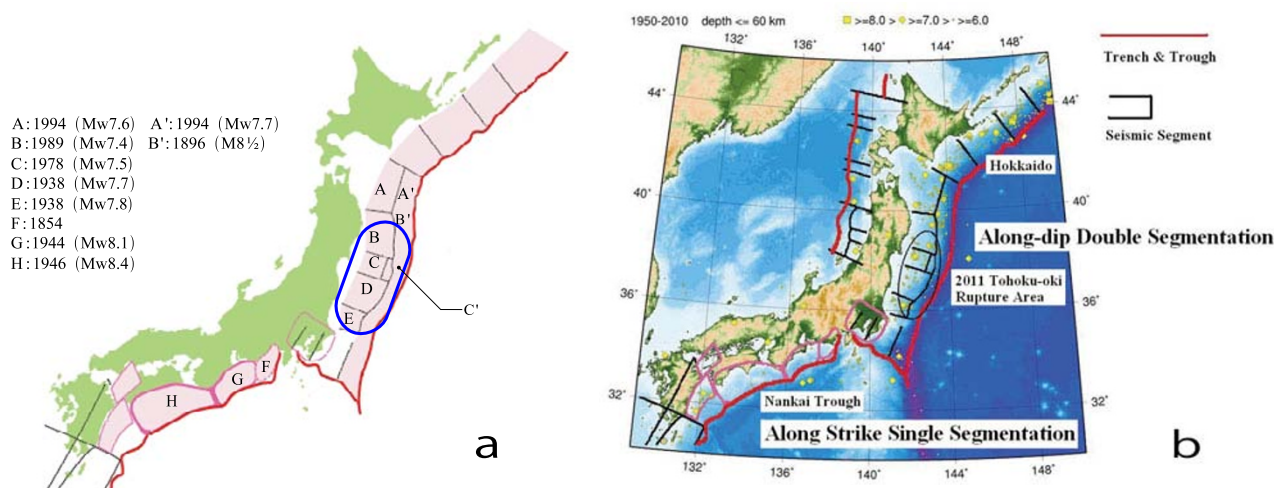 A:1994 (Mw7.6) A':1994 (Mw7.7)
B:1989 (Mw7.4) B':1896 (M8½)
C:1978 (Mw7.5)
D:1938 (Mw7.7)
E:1938 (Mw7.8)
F:1854
G:1944 (Mw8.1)
H:1946 (Mw8.4)
A
A'
B'
B
C
D
E
C'
F
G
H
a
1950-2010 depth <= 60 km >=8.0 > >=7.0 > · >=6.0
132° 136° 140° 144° 148°
44° 44°
40° 40°
36° 36°
32° 32°
132° 136° 140° 144° 148°
Hokkaido
Along-dip Double Segmentation
2011 Tohoku-oki
Rupture Area
Nankai Trough
Along Strike Single Segmentation
Trench & Trough
Seismic Segment
b